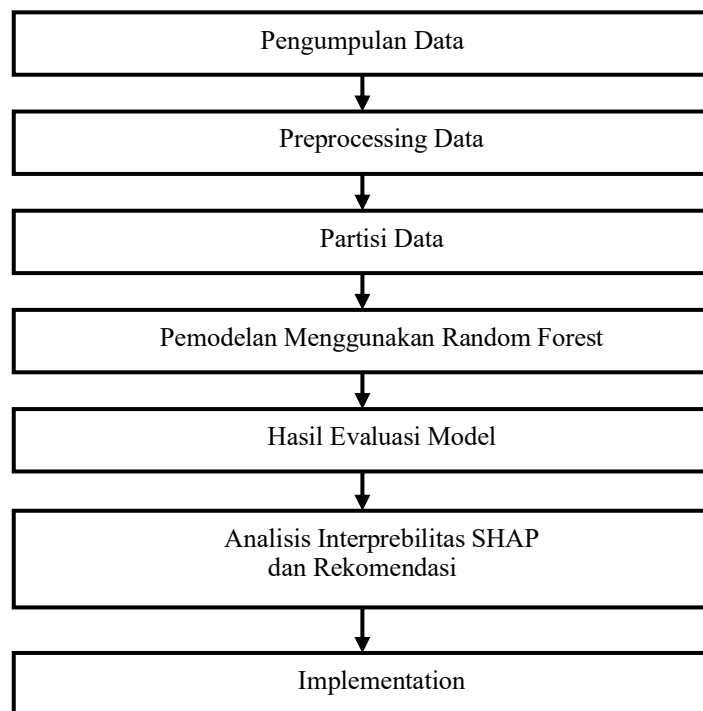 Pengumpulan Data
Preprocessing Data
Partisi Data
Pemodelan Menggunakan Random Forest
Hasil Evaluasi Model
Analisis Interprebilitas SHAP
dan Rekomendasi
Implementation